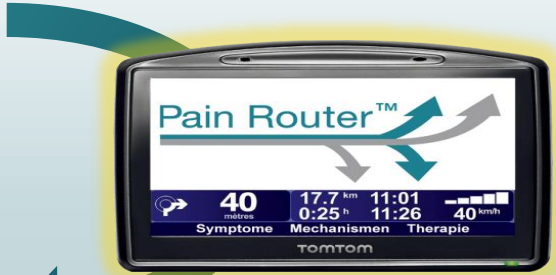 Pain Router™
40 17.7 km 11:01
mètres 0:25 h 11:26 40 km/h
Symptome Mechanismen Therapie
TOMTOM